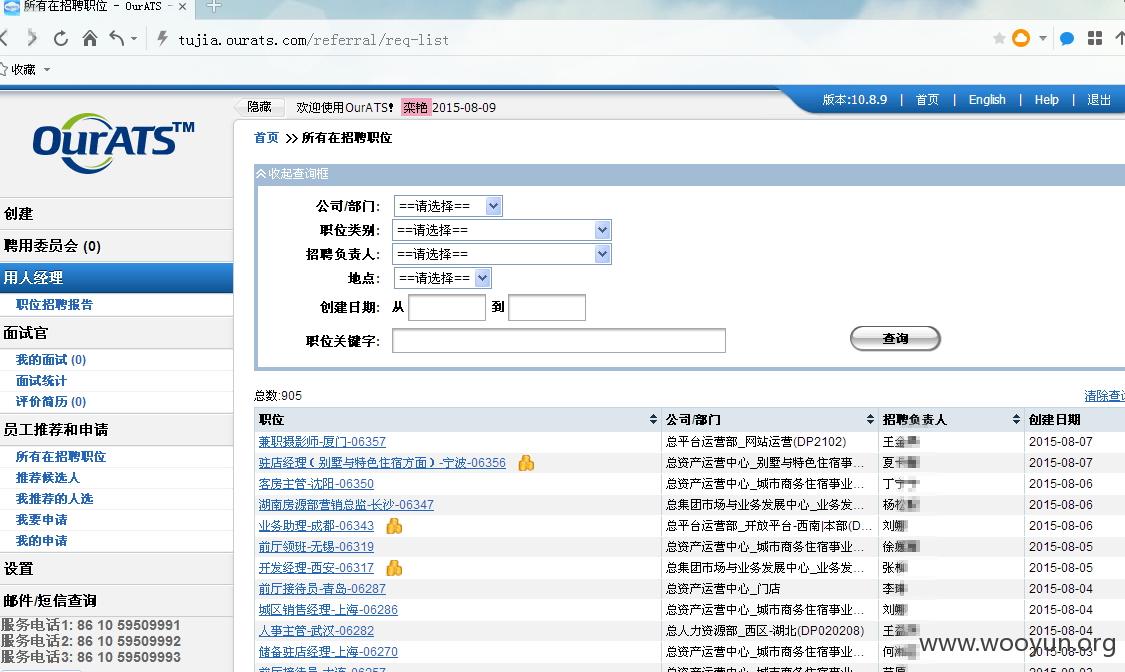 所有在招聘职位 - OurATS -
tujia.ourats.com/referral/req-list
收藏
隐藏 欢迎使用OurATS! 栾艳 2015-08-09
版本:10.8.9 | 首页 | English | Help | 退出
OurATS™
首页 >> 所有在招聘职位
收起查询框
公司/部门: ==请选择==
职位类别: ==请选择==
招聘负责人: ==请选择==
地点: ==请选择==
创建日期: 从 到
职位关键字:
查询
创建
聘用委员会 (0)
用人经理
职位招聘报告
面试官
我的面试 (0)
面试统计
评价简历 (0)
员工推荐和申请
所有在招聘职位
推荐候选人
我推荐的人选
我要申请
我的申请
设置
邮件/短信查询
服务电话1: 86 10 59509991
服务电话2: 86 10 59509992
服务电话3: 86 10 59509993
总数:905
清除查
职位 公司/部门 招聘负责人 创建日期
兼职摄影师-厦门-06357 总平台运营部_网站运营(DP2102) 王 2015-08-07
驻店经理（别墅与特色住宿方面）-宁波-06356 总资产运营中心_别墅与特色住宿事... 夏 2015-08-07
客房主管-沈阳-06350 总资产运营中心_城市商务住宿事业... 丁 2015-08-06
湖南房源部营销总监-长沙-06347 总集团市场与业务发展中心_业务发... 杨 2015-08-06
业务助理-成都-06343 总平台运营部_开放平台-西南|本部(D... 刘 2015-08-06
前厅领班-无锡-06319 总资产运营中心_城市商务住宿事业... 徐 2015-08-05
开发经理-西安-06317 总集团市场与业务发展中心_业务发... 张 2015-08-05
前厅接待员-青岛-06287 总资产运营中心_门店 李 2015-08-04
城区销售经理-上海-06286 总资产运营中心_城市商务住宿事业... 刘 2015-08-04
人事主管-武汉-06282 总人力资源部_西区-湖北(DP020208) 王 2015-08-04
储备驻店经理-上海-06270 总资产运营中心_城市商务住宿事业... 何 2015-08-03
www.wooyun.org